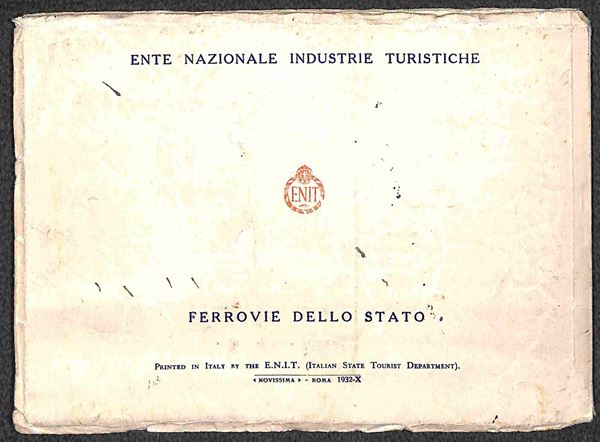 ENTE NAZIONALE INDUSTRIE TURISTICHE
ENIT
FERROVIE DELLO STATO
PRINTED IN ITALY BY THE E.N.I.T. (ITALIAN STATE TOURIST DEPARTMENT).
« NOVISSIMA » - ROMA 1932-X